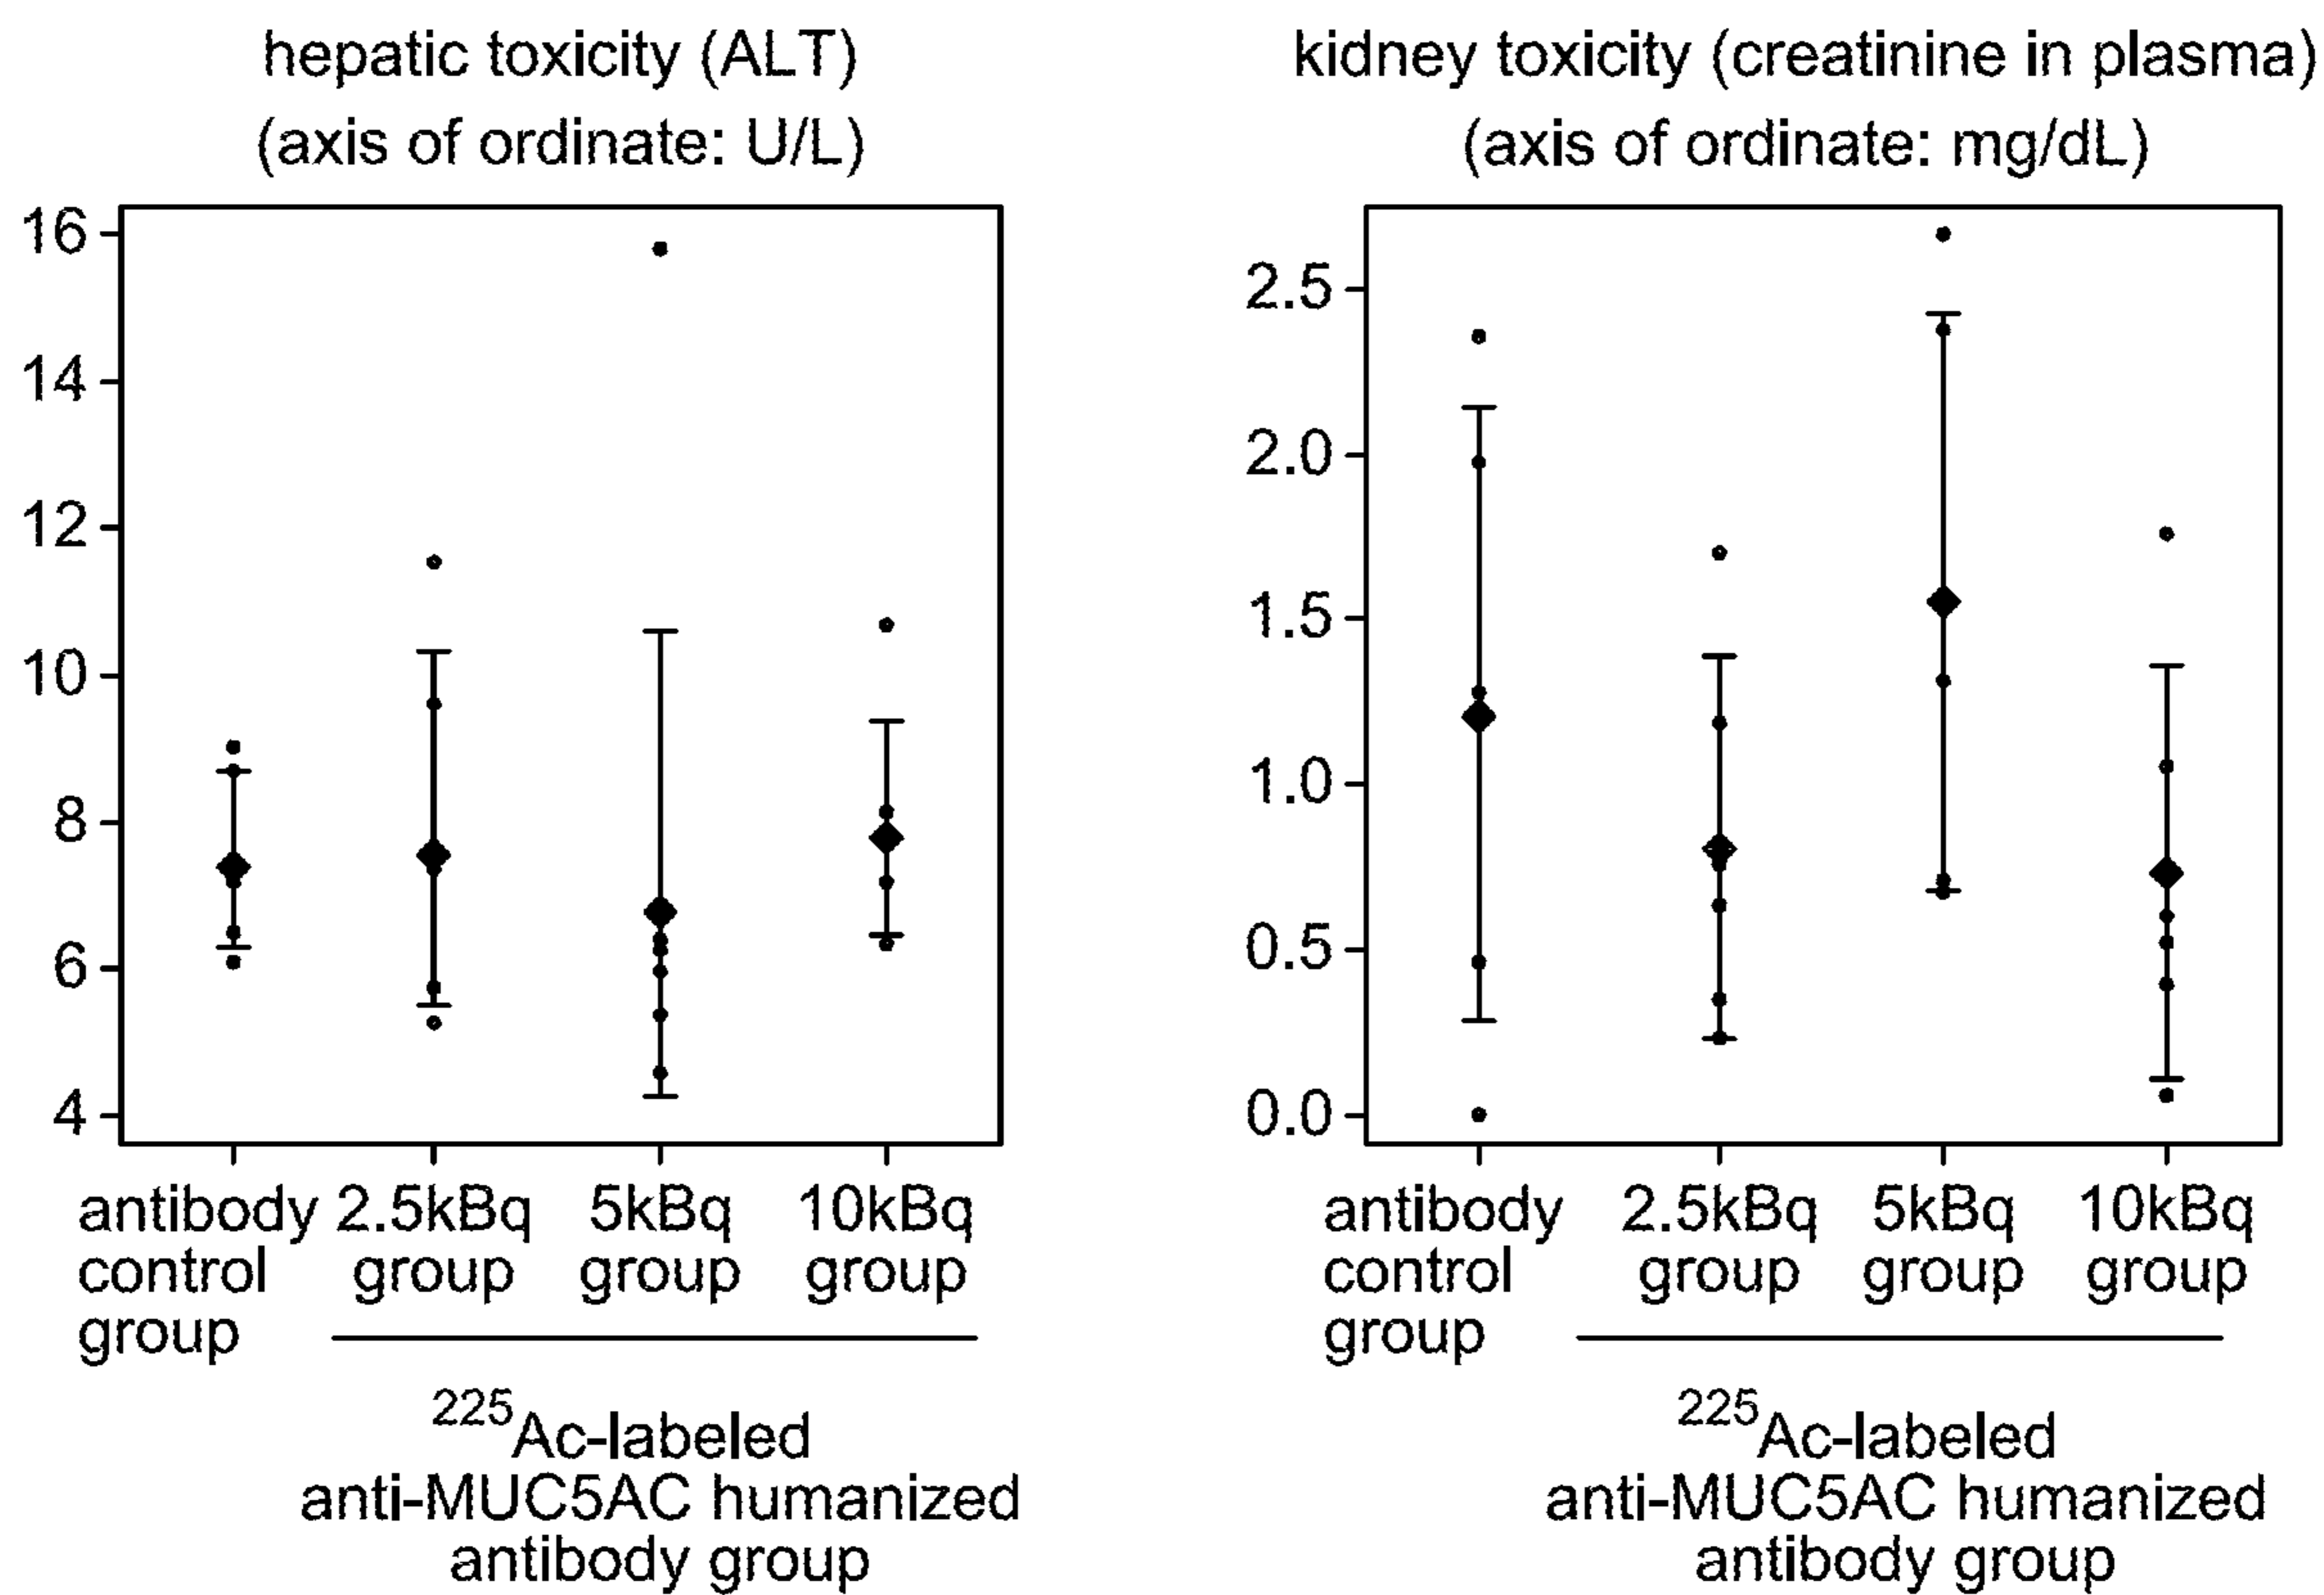 hepatic toxicity (ALT)
(axis of ordinate: U/L)
16
14
12
10
8
6
4
antibody control group
2.5kBq group
5kBq group
10kBq group
225Ac-labeled
anti-MUC5AC humanized
antibody group
kidney toxicity (creatinine in plasma)
(axis of ordinate: mg/dL)
2.5
2.0
1.5
1.0
0.5
0.0
antibody control group
2.5kBq group
5kBq group
10kBq group
225Ac-labeled
anti-MUC5AC humanized
antibody group